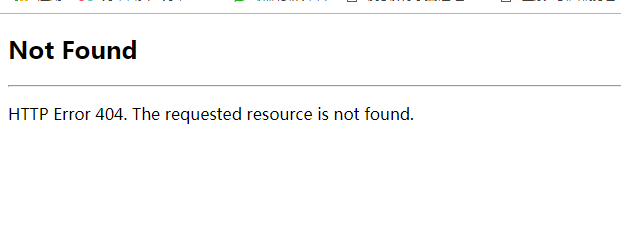 Not Found
HTTP Error 404. The requested resource is not found.